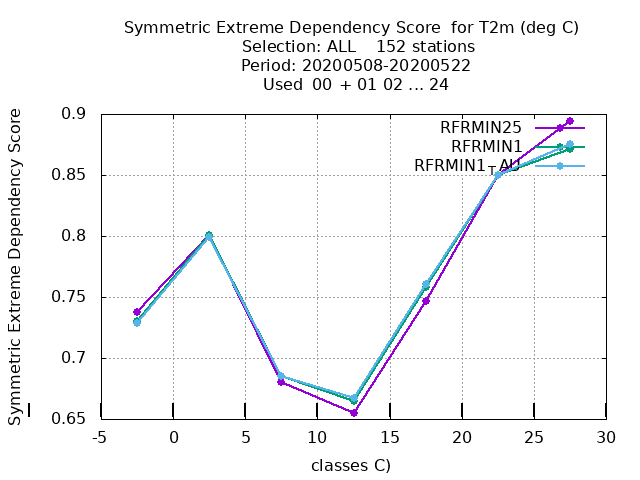 Symmetric Extreme Dependency Score for T2m (deg C)
Selection: ALL 152 stations
Period: 20200508-20200522
Used 00 + 01 02 ... 24
Symmetric Extreme Dependency Score
0.9
0.85
0.8
0.75
0.7
0.65
RFRMIN25
RFRMIN1
-5 0 5 10 15 20 25 30
classes C)